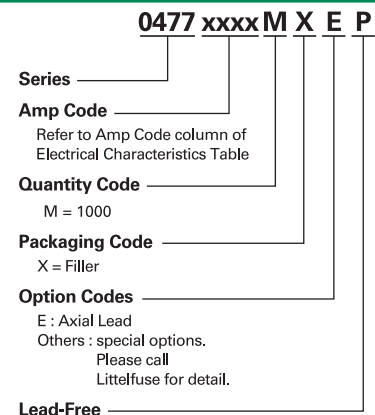 0477 xxxx M X E P
Series
Amp Code
Refer to Amp Code column of
Electrical Characteristics Table
Quantity Code
M = 1000
Packaging Code
X = Filler
Option Codes
E : Axial Lead
Others : special options.
Please call
Littelfuse for detail.
Lead-Free